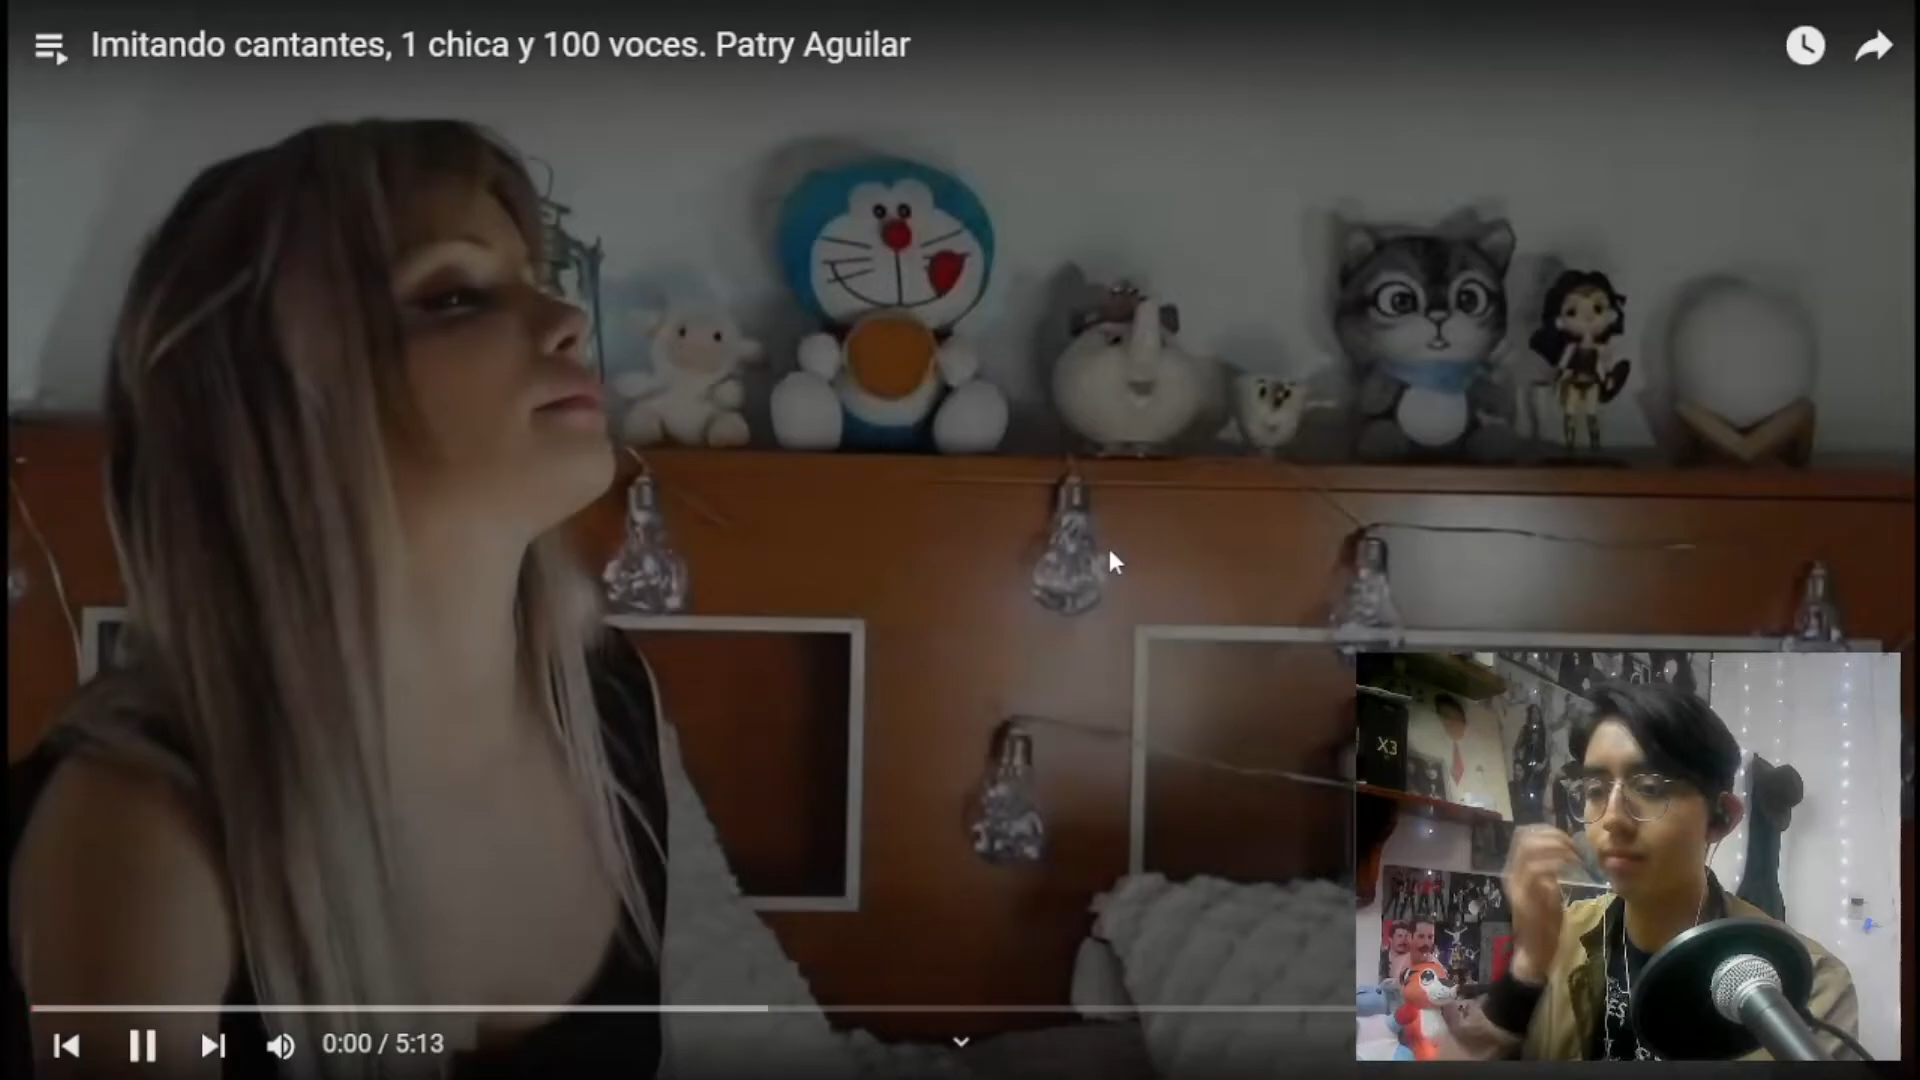 Imitando cantantes, 1 chica y 100 voces. Patry Aguilar
X3
0:00 / 5:13